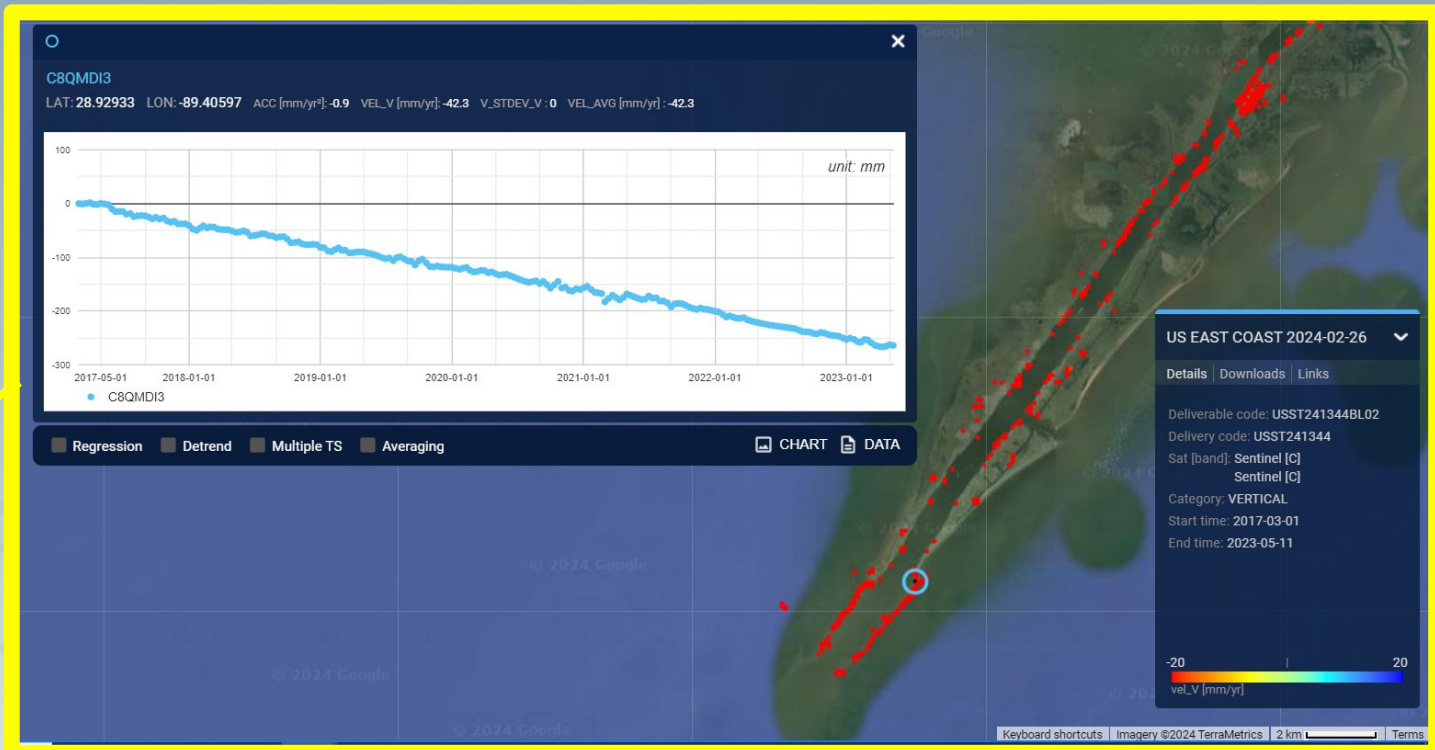 C8QMDI3
LAT: 28.92933 LON: -89.40597 ACC [mm/yr²]: -0.9 VEL_V [mm/yr]: -42.3 V_STDEV_V : 0 VEL_AVG [mm/yr] : -42.3
unit: mm
100
0
-100
-200
-300
2017-05-01 2018-01-01 2019-01-01 2020-01-01 2021-01-01 2022-01-01 2023-01-01
C8QMDI3
Regression Detrend Multiple TS Averaging CHART DATA
US EAST COAST 2024-02-26
Details Downloads Links
Deliverable code: USST241344BL02
Delivery code: USST241344
Sat [band]: Sentinel [C]
Sentinel [C]
Category: VERTICAL
Start time: 2017-03-01
End time: 2023-05-11
-20 20
vel_V [mm/yr]
© 2024 Google
© 2024 Google
© 2024 Google
Keyboard shortcuts Imagery ©2024 TerraMetrics 2 km Terms